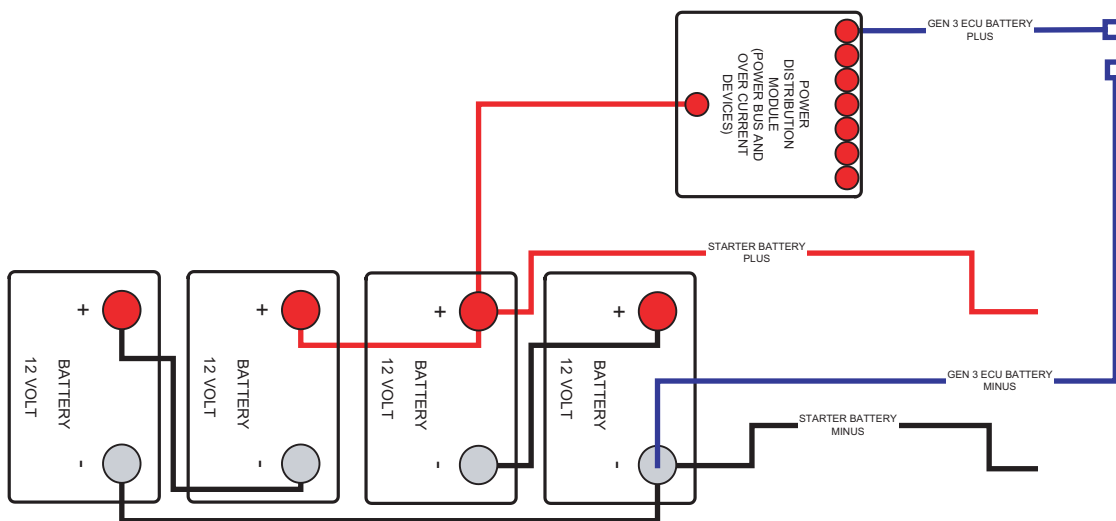 GEN 3 ECU BATTERY
PLUS
POWER
DISTRIBUTION
MODULE
(POWER BUS AND
OVER CURRENT
DEVICES)
STARTER BATTERY
PLUS
+
-
BATTERY
12 VOLT
+
-
BATTERY
12 VOLT
+
-
BATTERY
12 VOLT
+
-
BATTERY
12 VOLT
GEN 3 ECU BATTERY
MINUS
STARTER BATTERY
MINUS